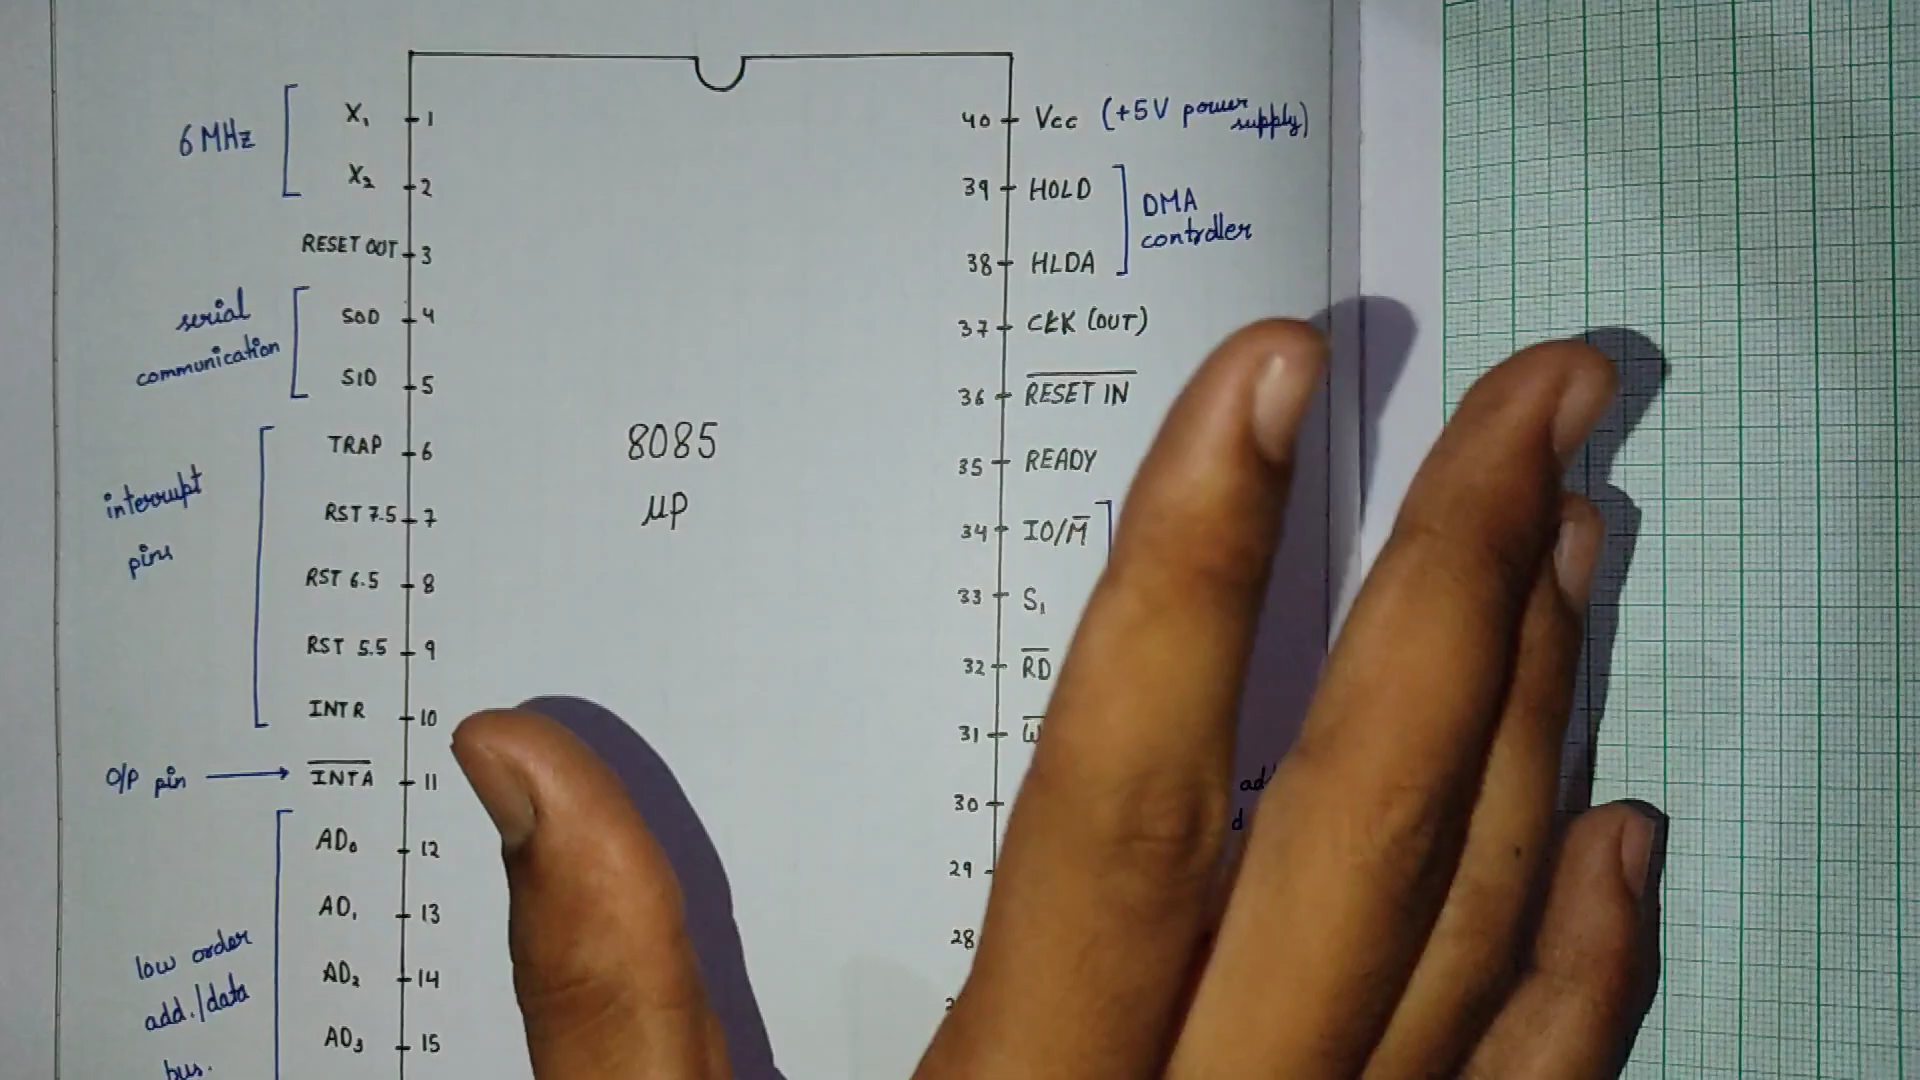 6 MHz
X₁ 1
X₂ 2
RESET OUT 3
serial
communication
SOD 4
SID 5
interrupt
pins
TRAP 6
RST 7.5 7
RST 6.5 8
RST 5.5 9
INTR 10
O/P pin → I̅N̅T̅A̅ 11
low order
add./data
bus.
AD₀ 12
AD₁ 13
AD₂ 14
AD₃ 15
8085
μp
40 Vcc (+5V power
supply)
39 HOLD
38 HLDA
DMA
controller
37 CLK (OUT)
36 R̅E̅S̅E̅T̅ I̅N̅
35 READY
34 IO/M̅
33 S₁
32 R̅D̅
31
30
29
28